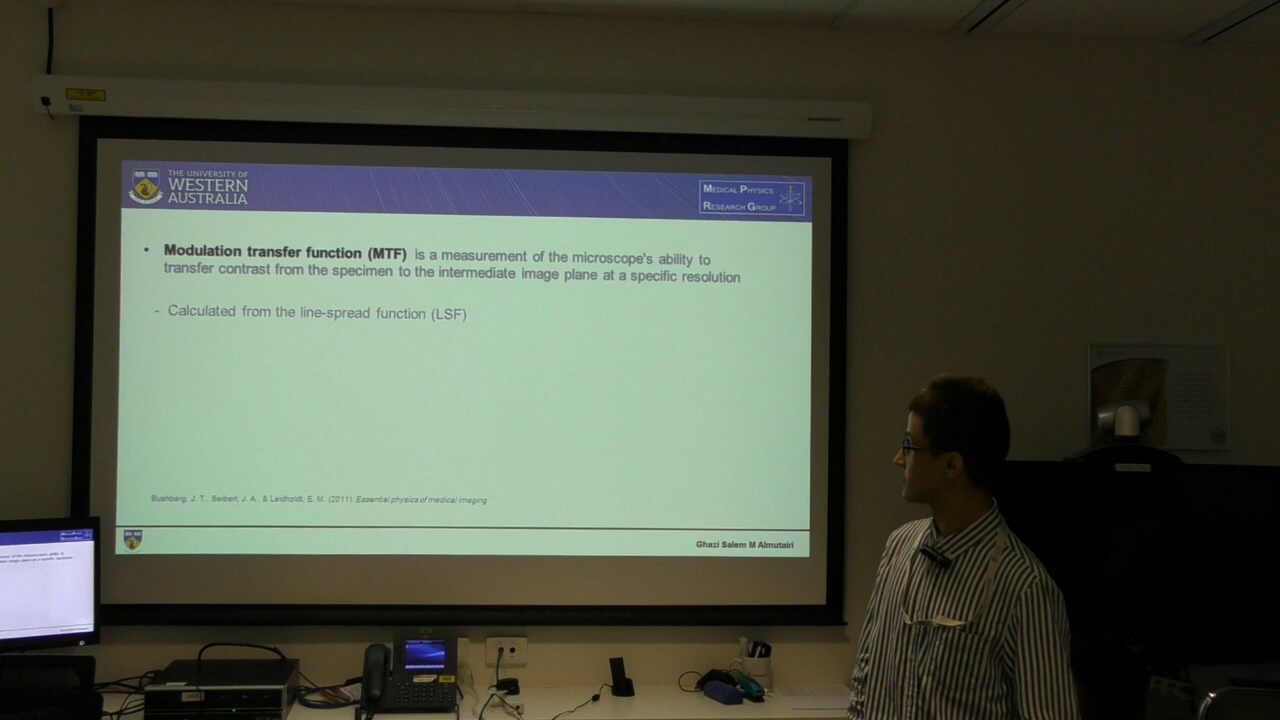 THE UNIVERSITY OF
WESTERN
AUSTRALIA
MEDICAL PHYSICS
RESEARCH GROUP
• Modulation transfer function (MTF) is a measurement of the microscope's ability to
transfer contrast from the specimen to the intermediate image plane at a specific resolution
- Calculated from the line-spread function (LSF)
Bushberg, J. T., Seibert, J. A., & Leidholdt, E. M. (2011). Essential physics of medical imaging
Ghazi Salem M Almutairi